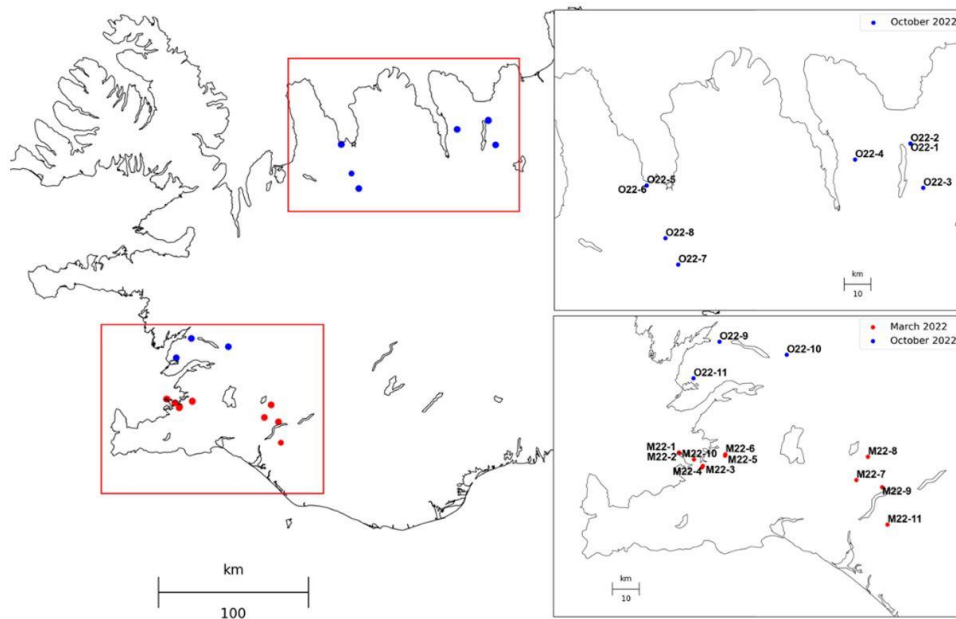 October 2022
O22-2
O22-1
O22-4
O22-5
O22-6
O22-3
O22-8
O22-7
km
10
March 2022
October 2022
O22-9
O22-10
O22-11
M22-1
M22-2
M22-10
M22-6
M22-5
M22-4
M22-3
M22-8
M22-7
M22-9
M22-11
km
10
km
100